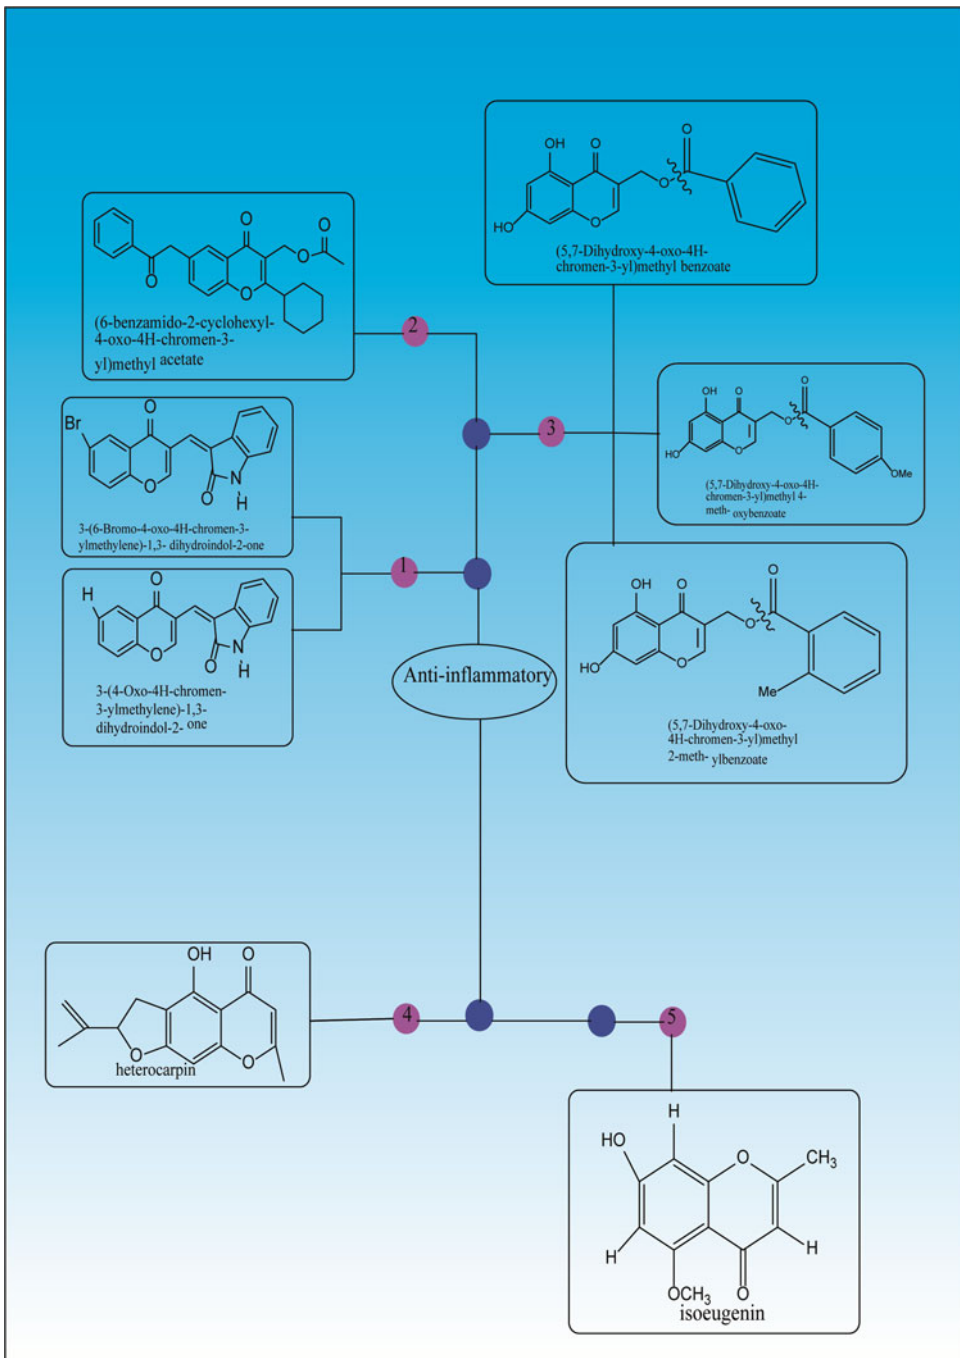 OH
O
O
O
HO
O
(5,7-Dihydroxy-4-oxo-4H-
chromen-3-yl)methyl benzoate
O
O
O
O
O
(6-benzamido-2-cyclohexyl-
4-oxo-4H-chromen-3-
yl)methyl acetate
2
OH
O
O
O
HO
O
OMe
(5,7-Dihydroxy-4-oxo-4H-
chromen-3-yl)methyl 4-
meth- oxybenzoate
3
Br
O
O
O
N
H
3-(6-Bromo-4-oxo-4H-chromen-3-
ylmethylene)-1,3- dihydroindol-2-one
1
H
O
O
O
N
H
3-(4-Oxo-4H-chromen-
3-ylmethylene)-1,3-
dihydroindol-2- one
OH
O
O
O
HO
O
Me
(5,7-Dihydroxy-4-oxo-
4H-chromen-3-yl)methyl
2-meth- ylbenzoate
Anti-inflammatory
OH
O
O
O
heterocarpin
4
5
H
HO
O
CH3
H
H
OCH3
O
isoeugenin